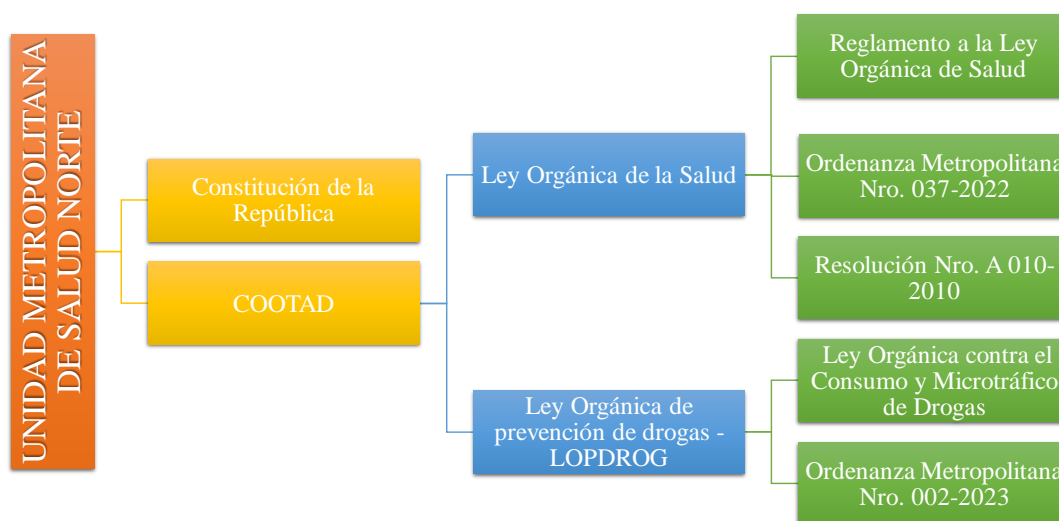 UNIDAD METROPOLITANA
DE SALUD NORTE
Constitución de la
República
COOTAD
Ley Orgánica de la Salud
Reglamento a la Ley
Orgánica de Salud
Ordenanza Metropolitana
Nro. 037-2022
Resolución Nro. A 010-
2010
Ley Orgánica de
prevención de drogas -
LOPDROG
Ley Orgánica contra el
Consumo y Microtráfico
de Drogas
Ordenanza Metropolitana
Nro. 002-2023